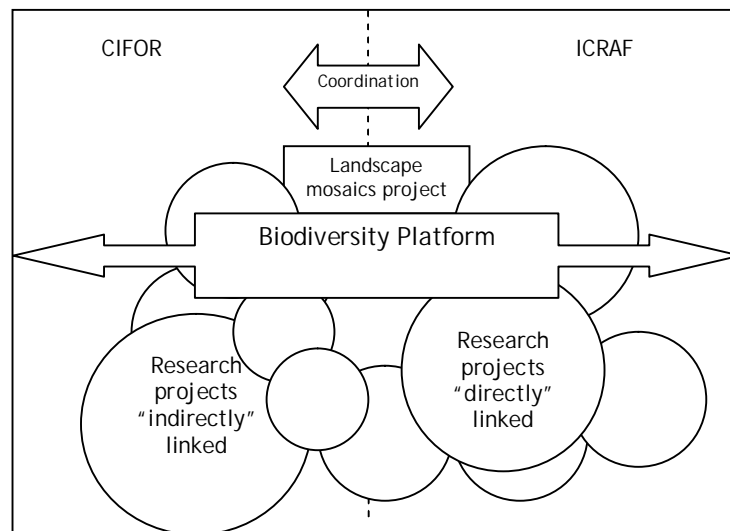 CIFOR
ICRAF
Coordination
Landscape
mosaics project
Biodiversity Platform
Research
projects
“indirectly”
linked
Research
projects
“directly”
linked